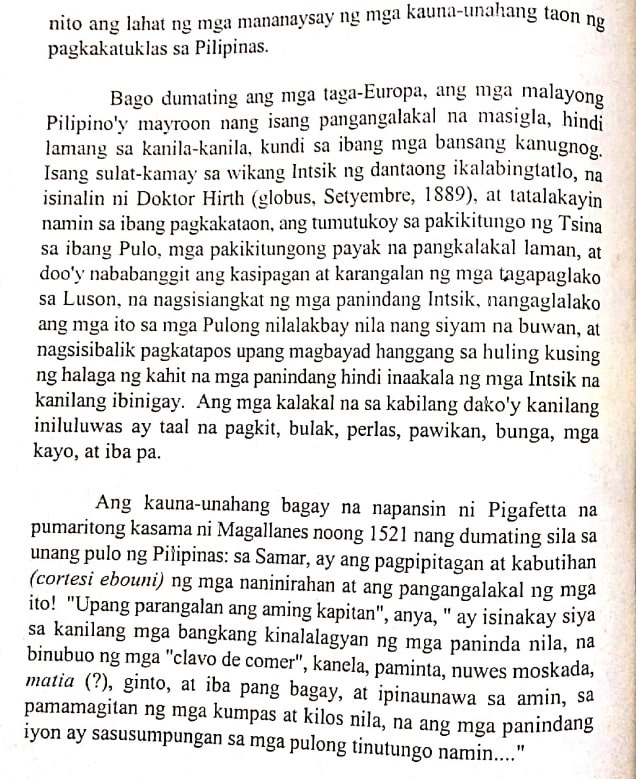 nito ang lahat ng mga mananaysay ng mga kauna-unahang taon ng
pagkakatuklas sa Pilipinas.
Bago dumating ang mga taga-Europa, ang mga malayong
Pilipino'y mayroon nang isang pangangalakal na masigla, hindi
lamang sa kanila-kanila, kundi sa ibang mga bansang kanugnog.
Isang sulat-kamay sa wikang Intsik ng dantaong ikalabingtatlo, na
isinalin ni Doktor Hirth (globus, Setyembre, 1889), at tatalakayin
namin sa ibang pagkakataon, ang tumutukoy sa pakikitungo ng Tsina
sa ibang Pulo, mga pakikitungong payak na pangkalakal laman, at
doo'y nababanggit ang kasipagan at karangalan ng mga tagapaglako
sa Luson, na nagsisiangkat ng mga panindang Intsik, nangaglalako
ang mga ito sa mga Pulong nilalakbay nila nang siyam na buwan, at
nagsisibalik pagkatapos upang magbayad hanggang sa huling kusing
ng halaga ng kahit na mga panindang hindi inaakala ng mga Intsik na
kanilang ibinigay. Ang mga kalakal na sa kabilang dako'y kanilang
iniluluwas ay taal na pagkit, bulak, perlas, pawikan, bunga, mga
kayo, at iba pa.
Ang kauna-unahang bagay na napansin ni Pigafetta na
pumaritong kasama ni Magallanes noong 1521 nang dumating sila sa
unang pulo ng Pilipinas: sa Samar, ay ang pagpipitagan at kabutihan
(cortesi ebouni) ng mga naninirahan at ang pangangalakal ng mga
ito! "Upang parangalan ang aming kapitan", anya, " ay isinakay siya
sa kanilang mga bangkang kinalalagyan ng mga paninda nila, na
binubuo ng mga "clavo de comer", kanela, paminta, nuwes moskada,
matia (?), ginto, at iba pang bagay, at ipinaunawa sa amin, sa
pamamagitan ng mga kumpas at kilos nila, na ang mga panindang
iyon ay sasusumpungan sa mga pulong tinutungo namin...."